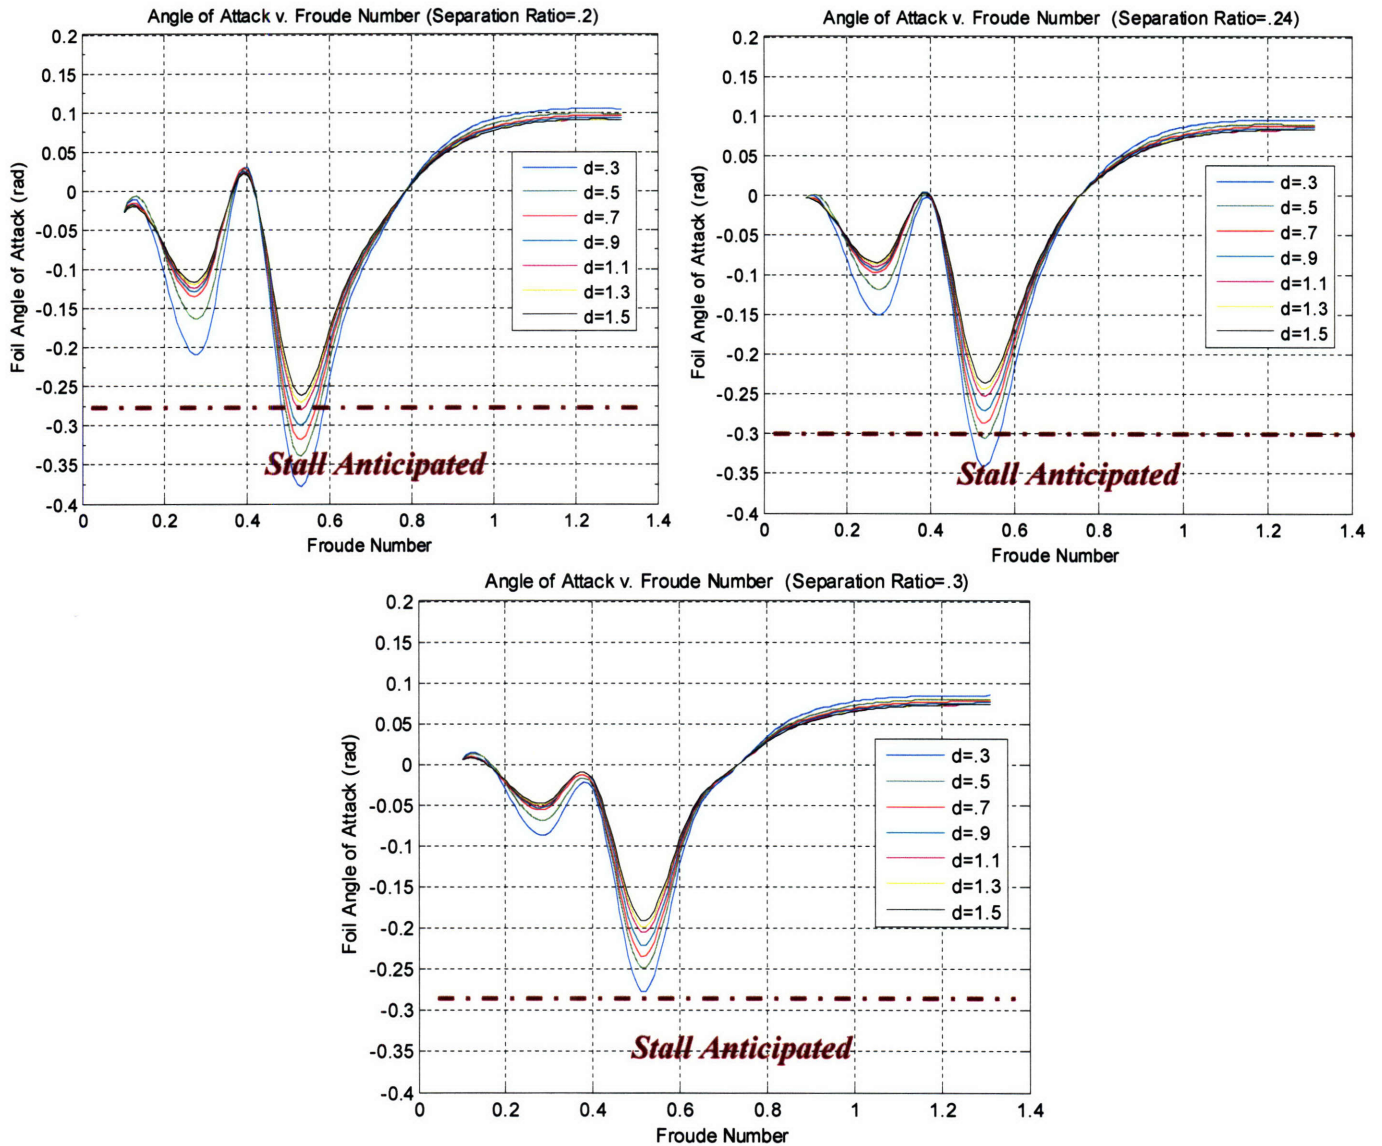 Angle of Attack v. Froude Number (Separation Ratio=.2)
0.2
0.15
0.1
0.05
0
-0.05
-0.1
-0.15
-0.2
-0.25
-0.3
-0.35
-0.4
Foil Angle of Attack (rad)
d=.3
d=.5
d=.7
d=.9
d=1.1
d=1.3
d=1.5
Stall Anticipated
0 0.2 0.4 0.6 0.8 1 1.2 1.4
Froude Number
Angle of Attack v. Froude Number (Separation Ratio=.24)
0.2
0.15
0.1
0.05
0
-0.05
-0.1
-0.15
-0.2
-0.25
-0.3
-0.35
-0.4
Foil Angle of Attack (rad)
d=.3
d=.5
d=.7
d=.9
d=1.1
d=1.3
d=1.5
Stall Anticipated
0 0.2 0.4 0.6 0.8 1 1.2 1.4
Froude Number
Angle of Attack v. Froude Number (Separation Ratio=.3)
0.2
0.15
0.1
0.05
0
-0.05
-0.1
-0.15
-0.2
-0.25
-0.3
-0.35
-0.4
Foil Angle of Attack (rad)
d=.3
d=.5
d=.7
d=.9
d=1.1
d=1.3
d=1.5
Stall Anticipated
0 0.2 0.4 0.6 0.8 1 1.2 1.4
Froude Number